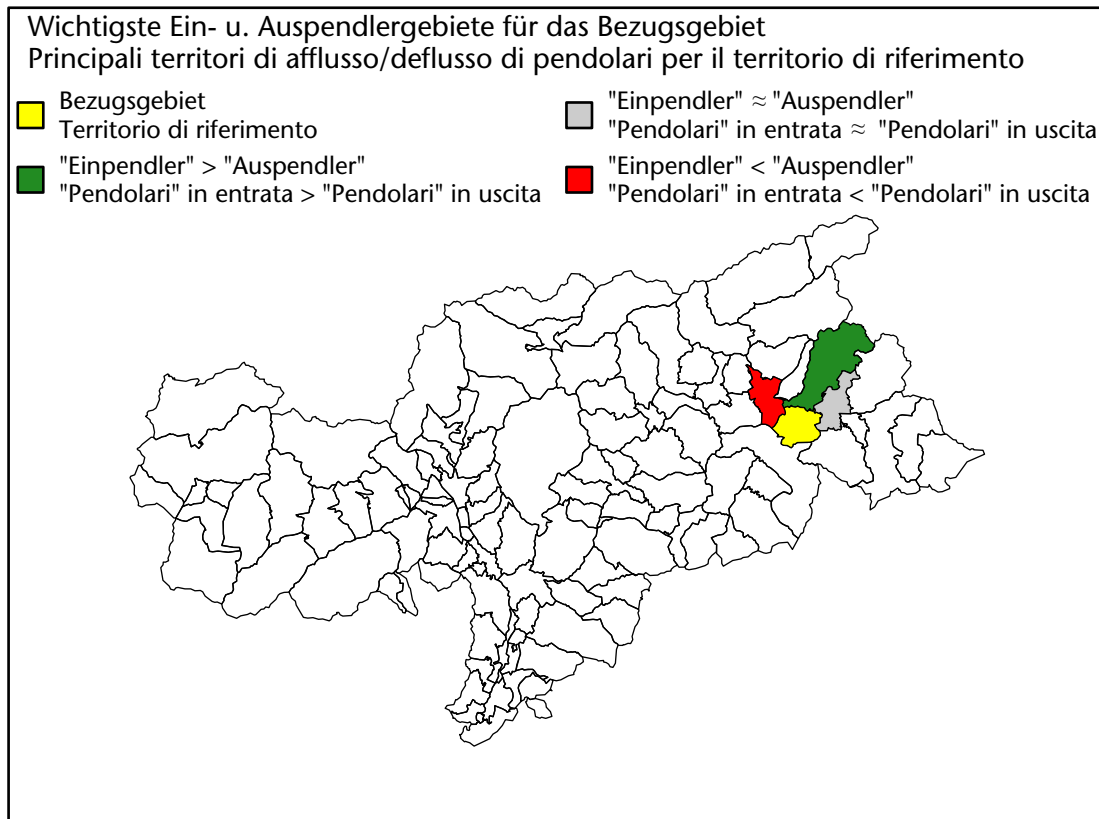 Wichtigste Ein- u. Auspendlergebiete für das Bezugsgebiet
Principali territori di afflusso/deflusso di pendolari per il territorio di riferimento
Bezugsgebiet
Territorio di riferimento
"Einpendler" > "Auspendler"
"Pendolari" in entrata > "Pendolari" in uscita
"Einpendler" ≈ "Auspendler"
"Pendolari" in entrata ≈ "Pendolari" in uscita
"Einpendler" < "Auspendler"
"Pendolari" in entrata < "Pendolari" in uscita